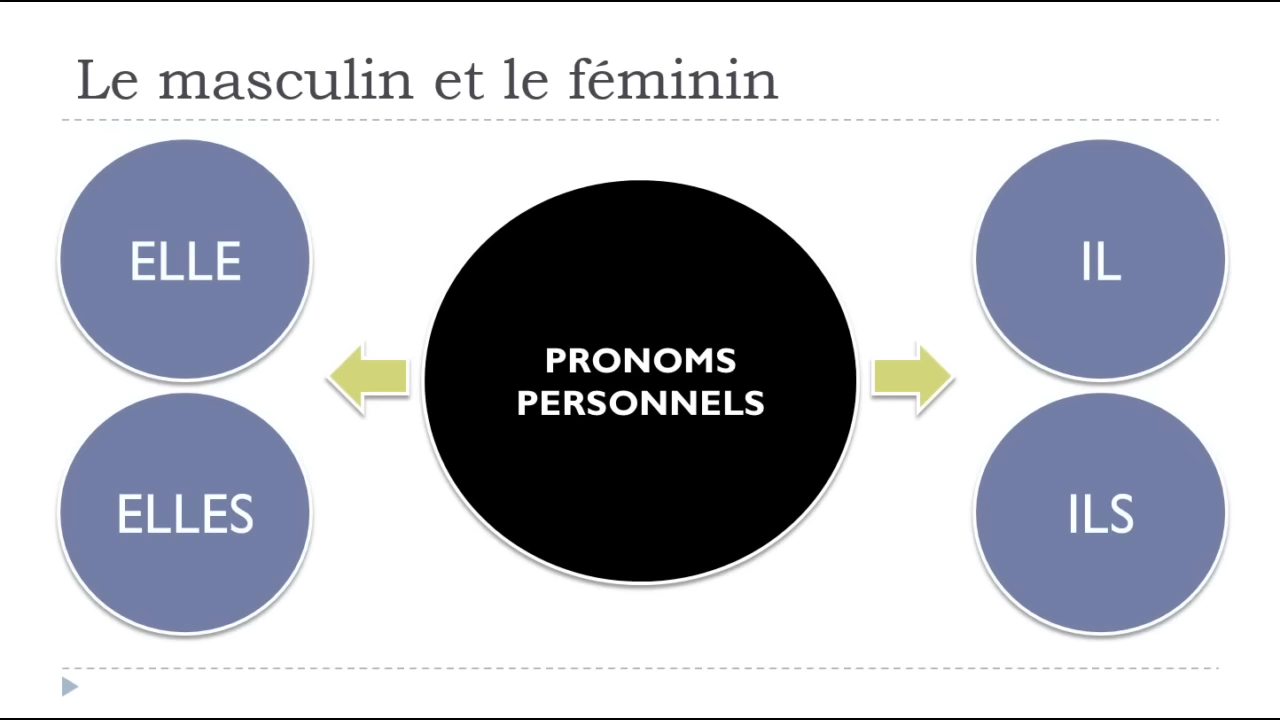 Le masculin et le féminin
ELLE
ELLES
PRONOMS
PERSONNELS
IL
ILS